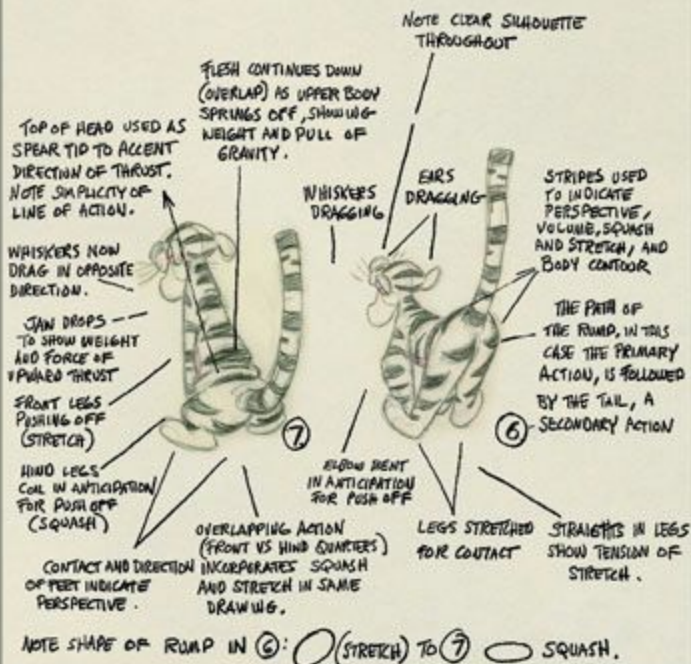 NOTE CLEAR SILHOUETTE
THROUGHOUT
FLESH CONTINUES DOWN
(OVERLAP) AS UPPER BODY
SPRINGS OFF, SHOWING
WEIGHT AND PULL OF
GRAVITY.
TOP OF HEAD USED AS
SPEAR TIP TO ACCENT
DIRECTION OF THRUST.
NOTE SIMPLICITY OF
LINE OF ACTION.
WHISKERS
DRAGGING
EARS
DRAGGING
STRIPES USED
TO INDICATE
PERSPECTIVE,
VOLUME, SQUASH
AND STRETCH, AND
BODY CONTOUR
WHISKERS NOW
DRAG IN OPPOSITE
DIRECTION.
JAW DROPS
TO SHOW WEIGHT
AND FORCE OF
UPWARD THRUST
FRONT LEGS
PUSHING OFF
(STRETCH)
HIND LEGS
COIL IN ANTICIPATION
FOR PUSH OFF
(SQUASH)
THE PATH OF
THE RUMP, IN THIS
CASE THE PRIMARY
ACTION, IS FOLLOWED
BY THE TAIL, A
SECONDARY ACTION
7
6
ELBOW BENT
IN ANTICIPATION
FOR PUSH OFF
CONTACT AND DIRECTION
OF FEET INDICATE
PERSPECTIVE.
OVERLAPPING ACTION
(FRONT VS HIND QUARTERS)
INCORPORATES SQUASH
AND STRETCH IN SAME
DRAWING.
LEGS STRETCHED
FOR CONTACT
STRAIGHTS IN LEGS
SHOW TENSION OF
STRETCH.
NOTE SHAPE OF RUMP IN 6: (STRETCH) TO 7 SQUASH.